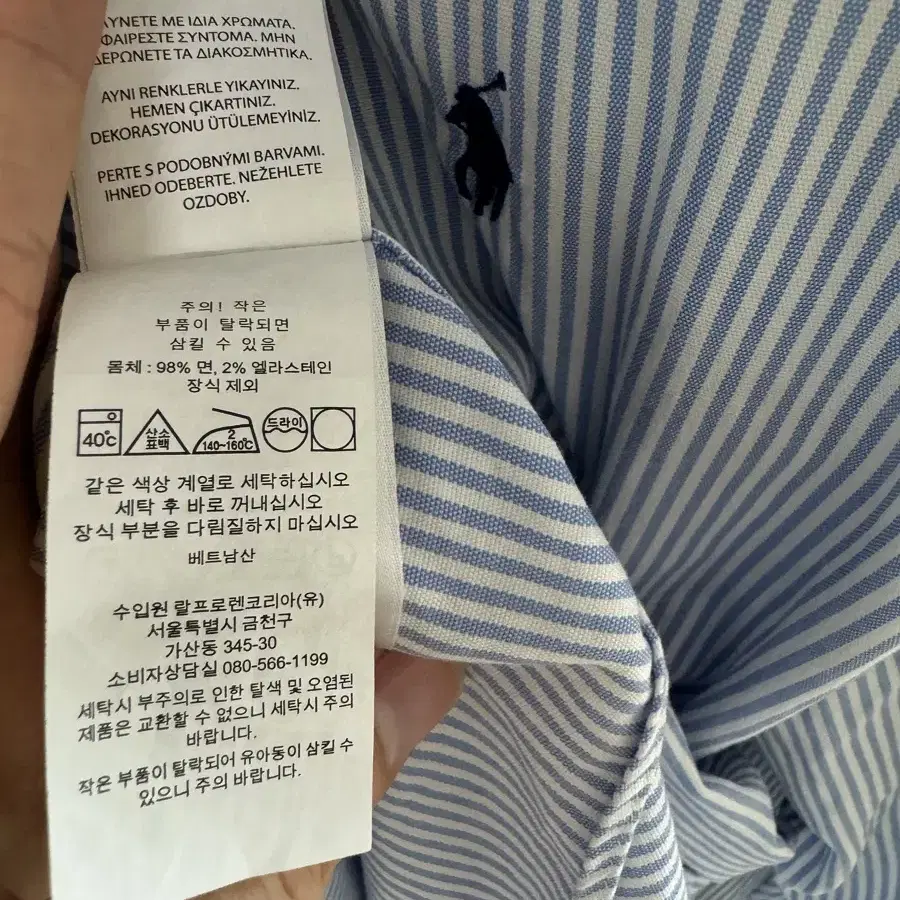 ΠΛΥΝΕΤΕ ΜΕ ΙΔΙΑ ΧΡΩΜΑΤΑ.
ΑΦΑΙΡΕΣΤΕ ΣΥΝΤΟΜΑ. ΜΗΝ
ΣΙΔΕΡΩΝΕΤΕ ΤΑ ΔΙΑΚΟΣΜΗΤΙΚΑ.
AYNI RENKLERLE YIKAYINIZ.
HEMEN ÇIKARTINIZ.
DEKORASYONU ÜTÜLEMEYİNİZ.
PERTE S PODOBNÝMI BARVAMI.
IHNED ODEBERTE. NEŽEHLETE
OZDOBY.
주의! 작은
부품이 탈락되면
삼킬 수 있음
몸체 : 98% 면, 2% 엘라스테인
장식 제외
40℃ 산소 표백 2 140~160℃ 드라이
같은 색상 계열로 세탁하십시오
세탁 후 바로 꺼내십시오
장식 부분을 다림질하지 마십시오
베트남산
수입원 랄프로렌코리아(유)
서울특별시 금천구
가산동 345-30
소비자상담실 080-566-1199
세탁시 부주의로 인한 탈색 및 오염된
제품은 교환할 수 없으니 세탁시 주의
바랍니다.
작은 부품이 탈락되어 유아동이 삼킬 수
있으니 주의 바랍니다.